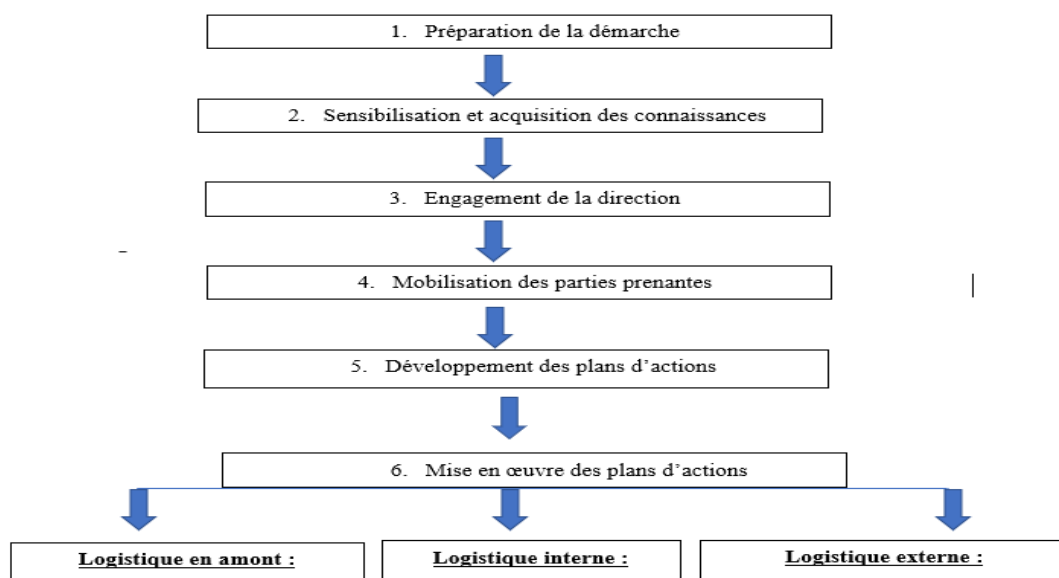 1. Préparation de la démarche
2. Sensibilisation et acquisition des connaissances
3. Engagement de la direction
4. Mobilisation des parties prenantes
5. Développement des plans d’actions
6. Mise en œuvre des plans d’actions
Logistique en amont :
Logistique interne :
Logistique externe :